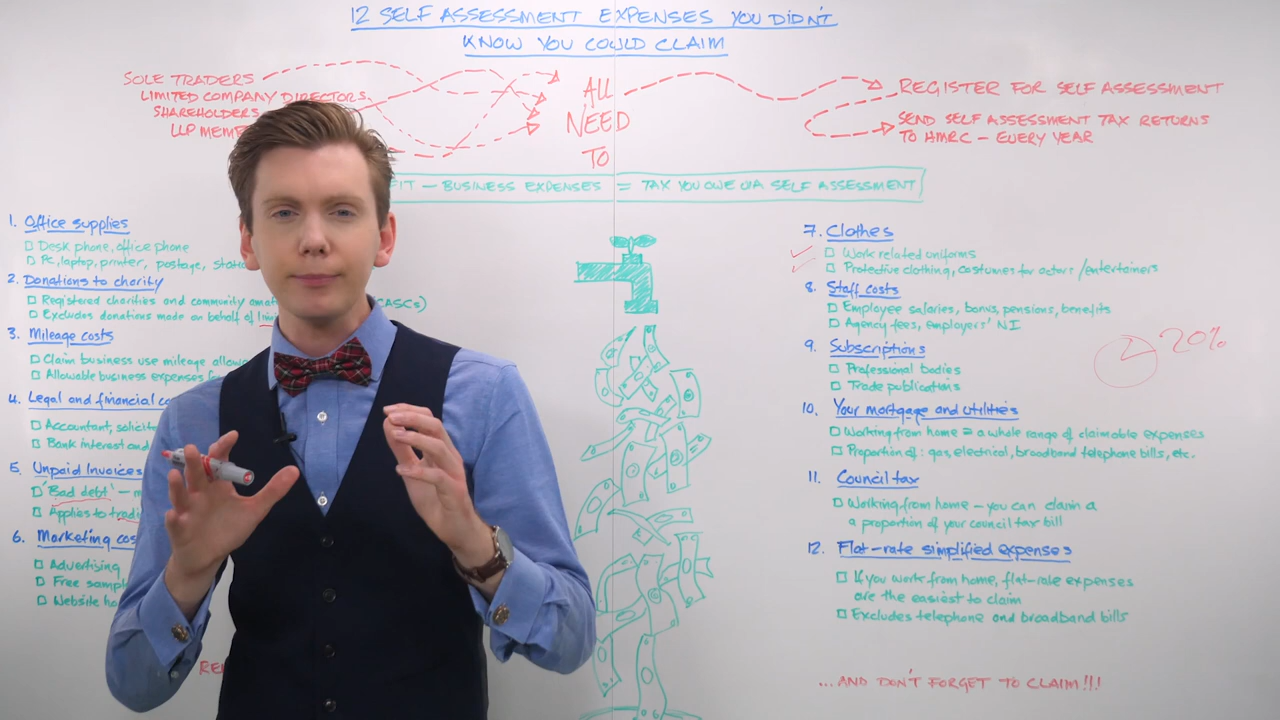 12 SELF ASSESSMENT EXPENSES YOU DIDN'T
KNOW YOU COULD CLAIM
SOLE TRADERS
LIMITED COMPANY DIRECTORS
SHAREHOLDERS
LLP
ALL
NEED
TO
REGISTER FOR SELF ASSESSMENT
SEND SELF ASSESSMENT TAX RETURNS
TO HMRC – EVERY YEAR
– BUSINESS EXPENSES = TAX YOU OWE VIA SELF ASSESSMENT
1. Office supplies
Desk phone, office phone
PC, laptop, printer, postage,
2. Donations to charity
Registered charities and community
(CASCs)
Excludes donations made on behalf of
3. Mileage costs
Claim business use mileage
Allowable business expenses
4. Legal and financial
Accountant,
Bank interest and
5. Unpaid Invoices
'Bad debt' –
Applies to
6. Marketing
Advertising
Free
Website
7. Clothes
Work related uniforms
Protective clothing, costumes for actors/entertainers
8. Staff costs
Employee salaries, bonus, pensions, benefits
Agency fees, employers' NI
9. Subscriptions
Professional bodies
Trade publications
20%
10. Your mortgage and utilities
Working from home = a whole range of claimable expenses
Proportion of: gas, electrical, broadband telephone bills, etc.
11. Council tax
Working from home – you can claim a
a proportion of your council tax bill
12. Flat-rate simplified expenses
If you work from home, flat-rate expenses
are the easiest to claim
Excludes telephone and broadband bills
...AND DON'T FORGET TO CLAIM!!!